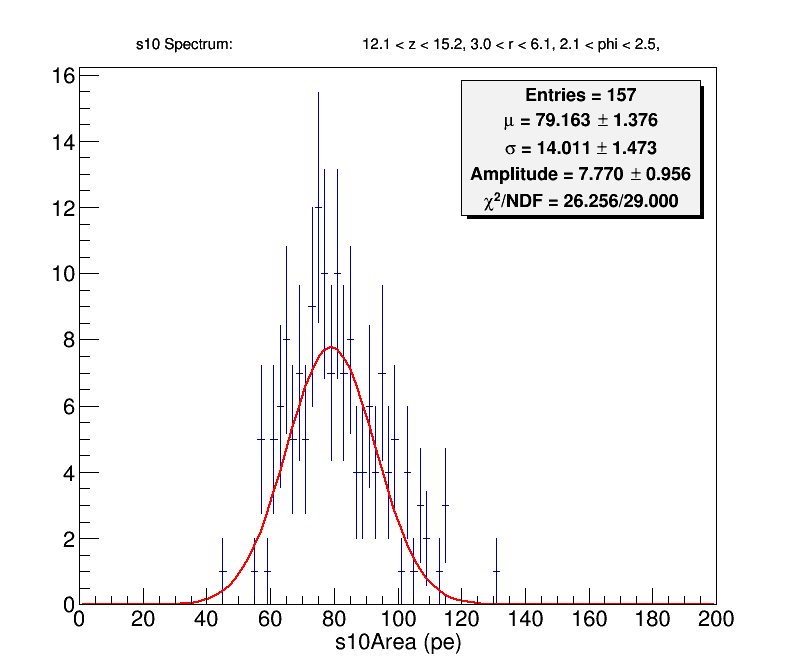 s10 Spectrum: 12.1 < z < 15.2, 3.0 < r < 6.1, 2.1 < phi < 2.5,
Entries = 157
μ = 79.163 ± 1.376
σ = 14.011 ± 1.473
Amplitude = 7.770 ± 0.956
χ²/NDF = 26.256/29.000
16
14
12
10
8
6
4
2
0
0 20 40 60 80 100 120 140 160 180 200
s10Area (pe)